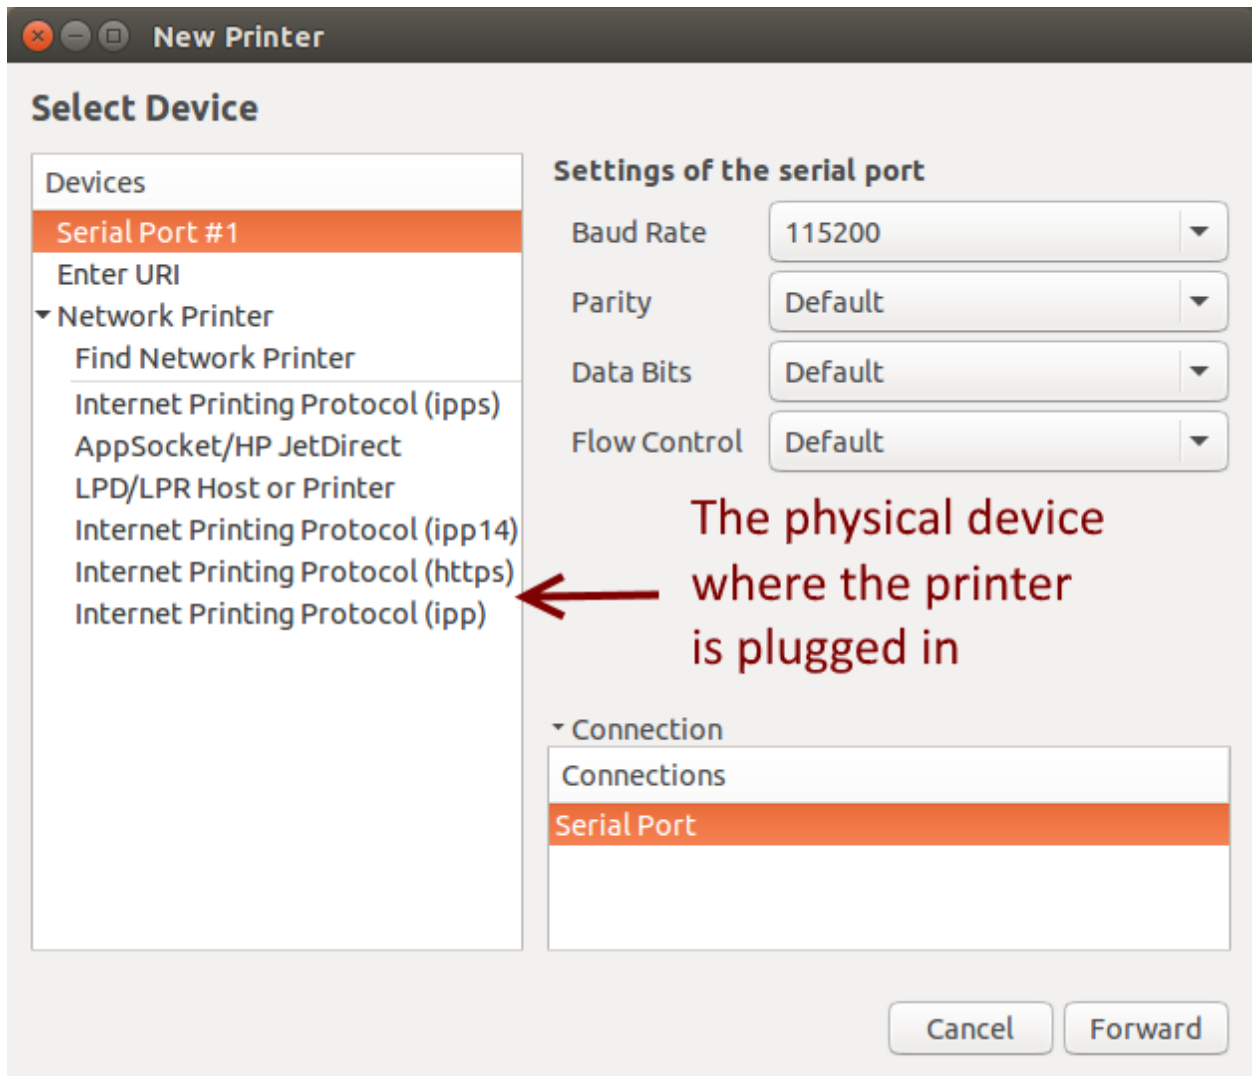 New Printer
Select Device
Devices
Serial Port #1
Enter URI
Network Printer
Find Network Printer
Internet Printing Protocol (ipps)
AppSocket/HP JetDirect
LPD/LPR Host or Printer
Internet Printing Protocol (ipp14)
Internet Printing Protocol (https)
Internet Printing Protocol (ipp)
Settings of the serial port
Baud Rate 115200
Parity Default
Data Bits Default
Flow Control Default
The physical device
where the printer
is plugged in
Connection
Connections
Serial Port
Cancel Forward